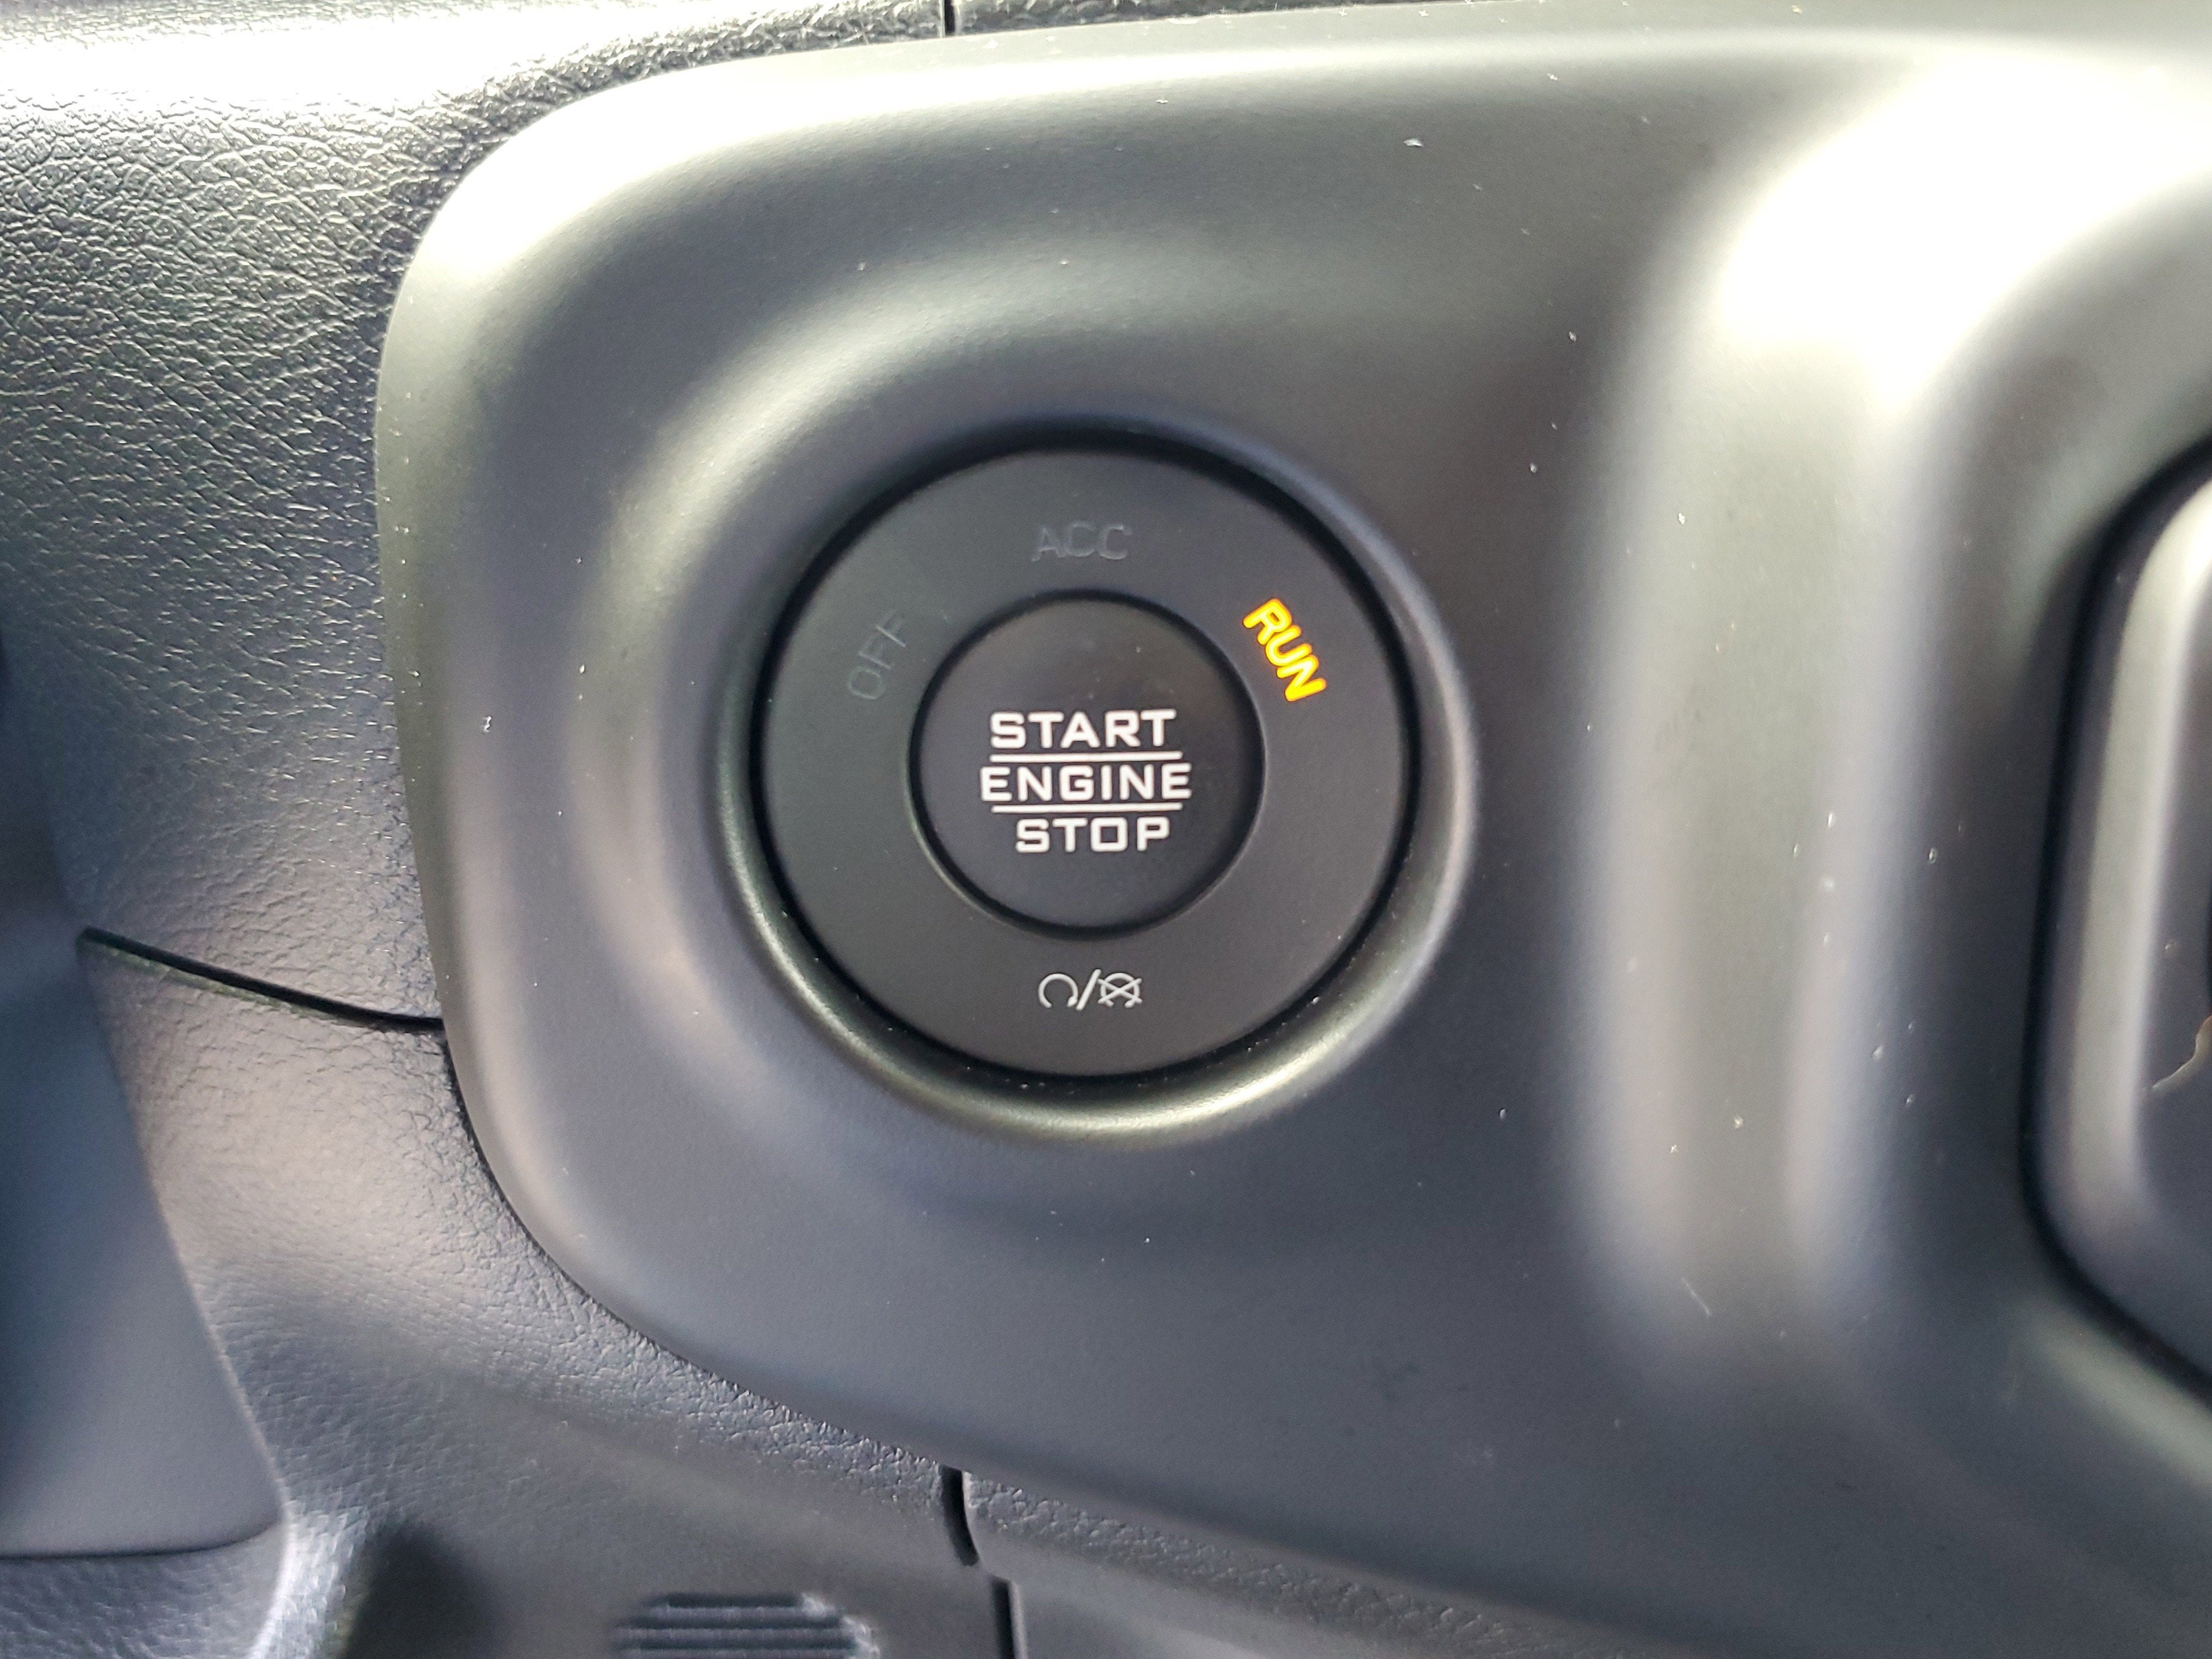 ACC
OFF
RUN
START
ENGINE
STOP